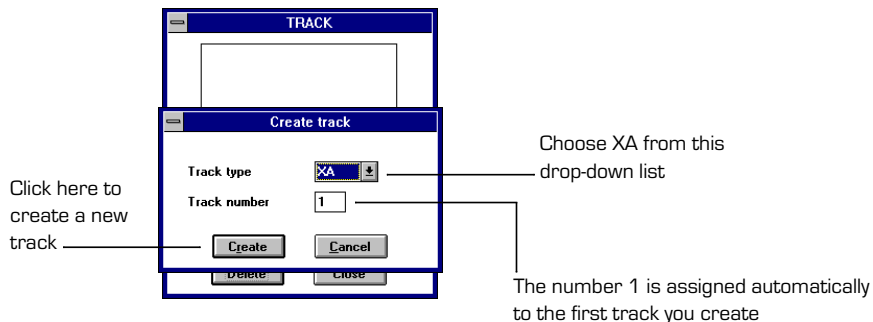 TRACK
Create track
Track type
XA
Track number
1
Create
Cancel
Delete
Close
Click here to
create a new
track
Choose XA from this
drop-down list
The number 1 is assigned automatically
to the first track you create